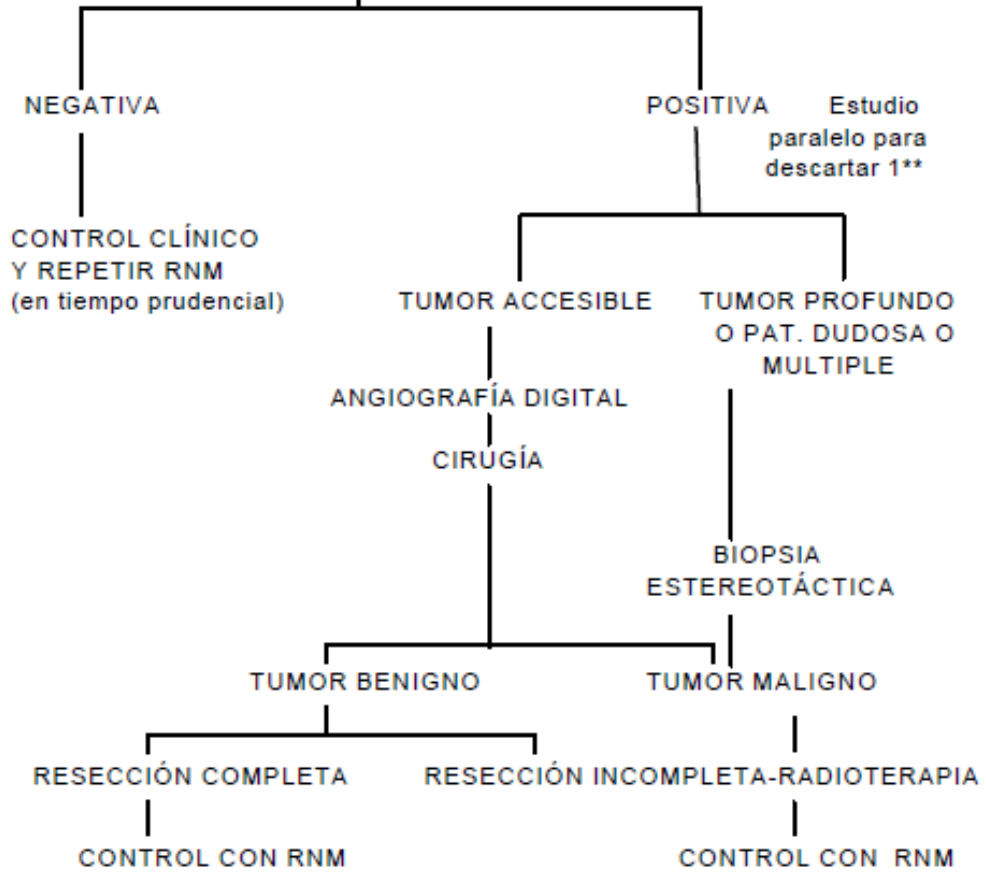 NEGATIVA
POSITIVA Estudio
paralelo para
descartar 1**
CONTROL CLÍNICO
Y REPETIR RNM
(en tiempo prudencial)
TUMOR ACCESIBLE
TUMOR PROFUNDO
O PAT. DUDOSA O
MULTIPLE
ANGIOGRAFÍA DIGITAL
CIRUGÍA
BIOPSIA
ESTEREOTÁCTICA
TUMOR BENIGNO
TUMOR MALIGNO
RESECCIÓN COMPLETA
RESECCIÓN INCOMPLETA-RADIOTERAPIA
CONTROL CON RNM
CONTROL CON RNM